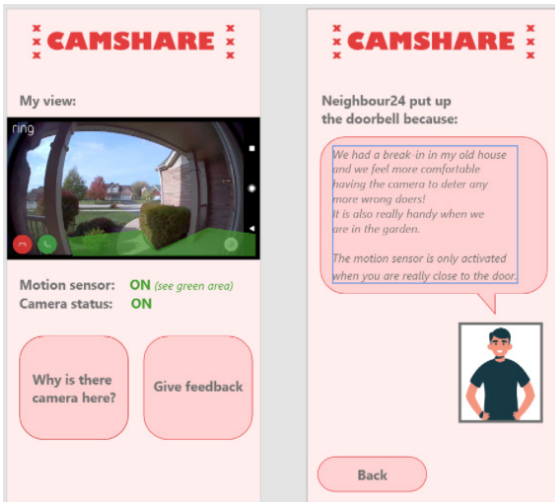 CAMSHARE
My view:
ring
Motion sensor: ON (see green area)
Camera status: ON
Why is there
camera here?
Give feedback
CAMSHARE
Neighbour24 put up
the doorbell because:
We had a break-in in my old house
and we feel more comfortable
having the camera to deter any
more wrong doers!
It is also really handy when we
are in the garden.
The motion sensor is only activated
when you are really close to the door.
Back